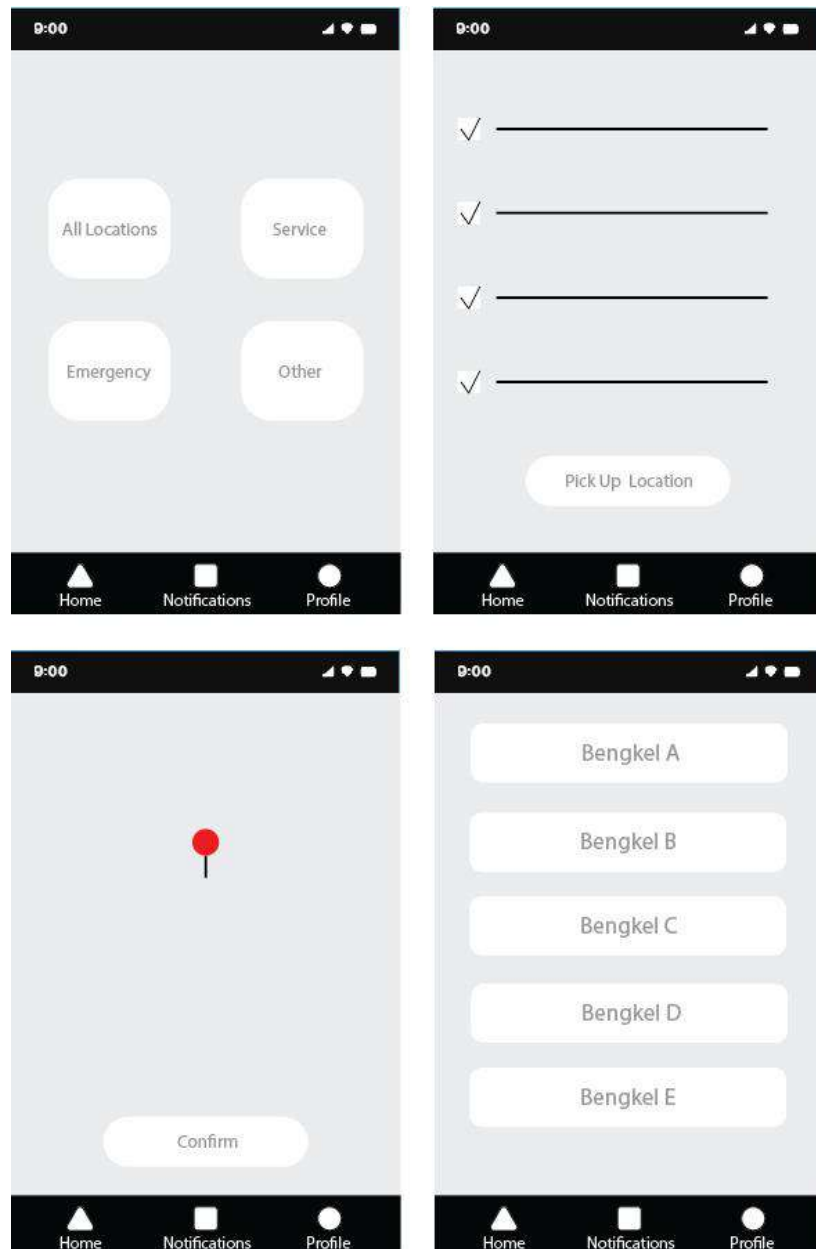 9:00
All Locations
Service
Emergency
Other
Home
Notifications
Profile
9:00
Pick Up Location
Home
Notifications
Profile
9:00
Confirm
Home
Notifications
Profile
9:00
Bengkel A
Bengkel B
Bengkel C
Bengkel D
Bengkel E
Home
Notifications
Profile